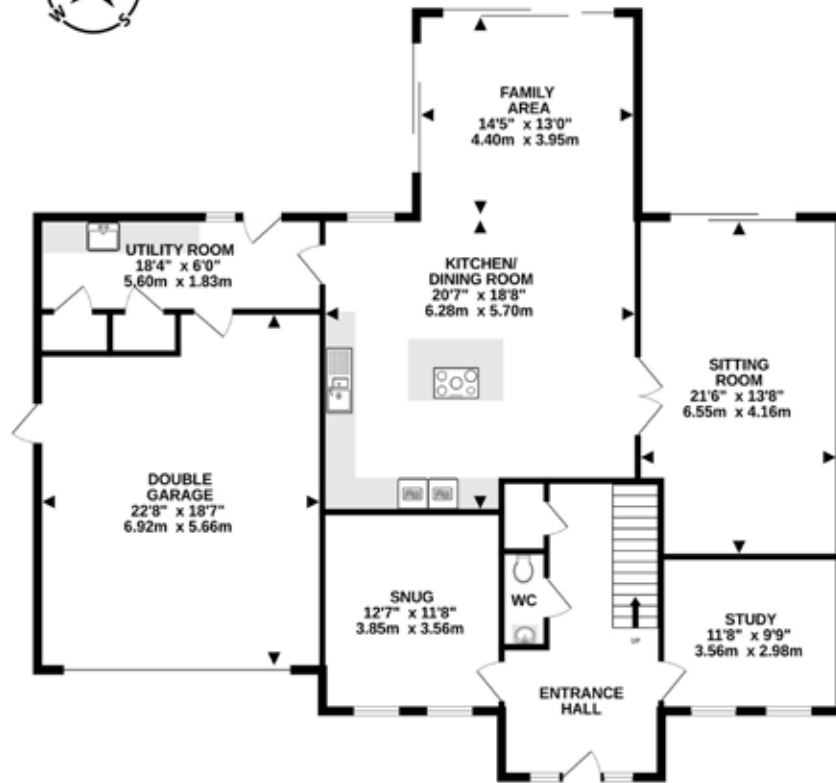 W
S
FAMILY
AREA
14'5" x 13'0"
4.40m x 3.95m
UTILITY ROOM
18'4" x 6'0"
5.60m x 1.83m
KITCHEN/
DINING ROOM
20'7" x 18'8"
6.28m x 5.70m
SITTING
ROOM
21'6" x 13'8"
6.55m x 4.16m
DOUBLE
GARAGE
22'8" x 18'7"
6.92m x 5.66m
SNUG
12'7" x 11'8"
3.85m x 3.56m
WC
STUDY
11'8" x 9'9"
3.56m x 2.98m
UP
ENTRANCE
HALL